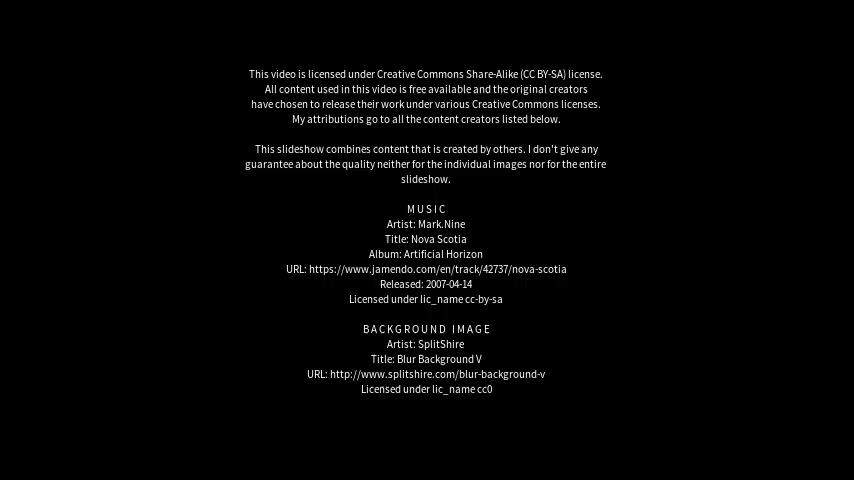 This video is licensed under Creative Commons Share-Alike (CC BY-SA) license.
All content used in this video is free available and the original creators
have chosen to release their work under various Creative Commons licenses.
My attributions go to all the content creators listed below.
This slideshow combines content that is created by others. I don't give any
guarantee about the quality neither for the individual images nor for the entire
slideshow.
MUSIC
Artist: Mark.Nine
Title: Nova Scotia
Album: Artificial Horizon
URL: https://www.jamendo.com/en/track/42737/nova-scotia
Released: 2007-04-14
Licensed under lic_name cc-by-sa
BACKGROUND IMAGE
Artist: SplitShire
Title: Blur Background V
URL: http://www.splitshire.com/blur-background-v
Licensed under lic_name cc0